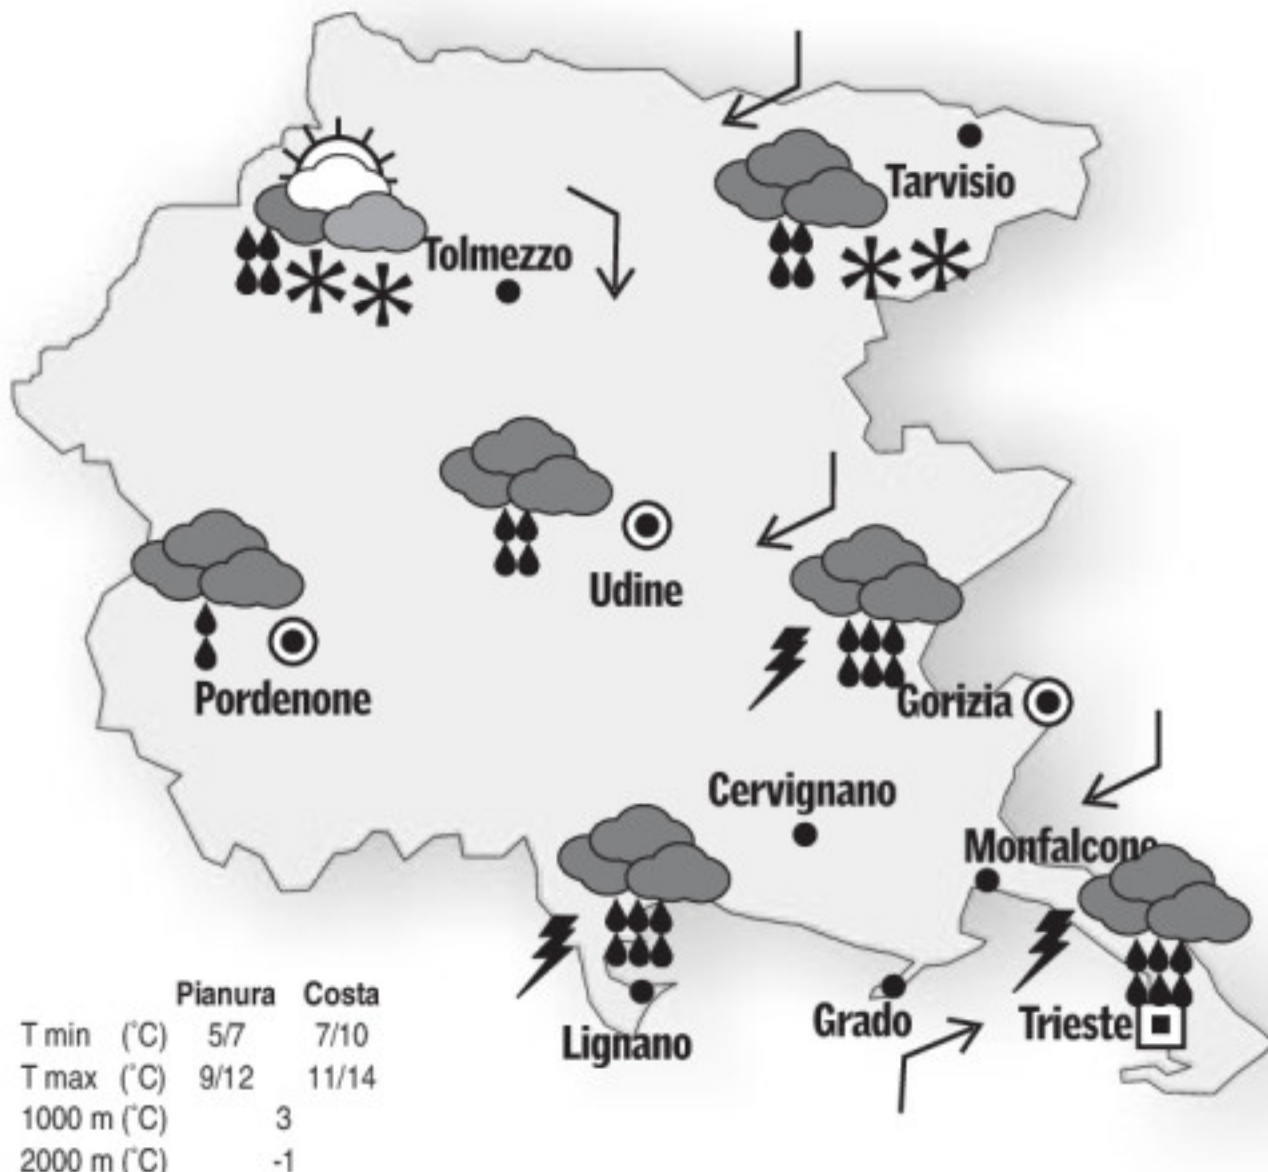 Tarvisio
Tolmezzo
Udine
Pordenone
Gorizia
Cervignano
Monfalcone
Grado
Trieste
Lignano
Pianura Costa
T min (°C) 5/7 7/10
T max (°C) 9/12 11/14
1000 m (°C) 3
2000 m (°C) -1